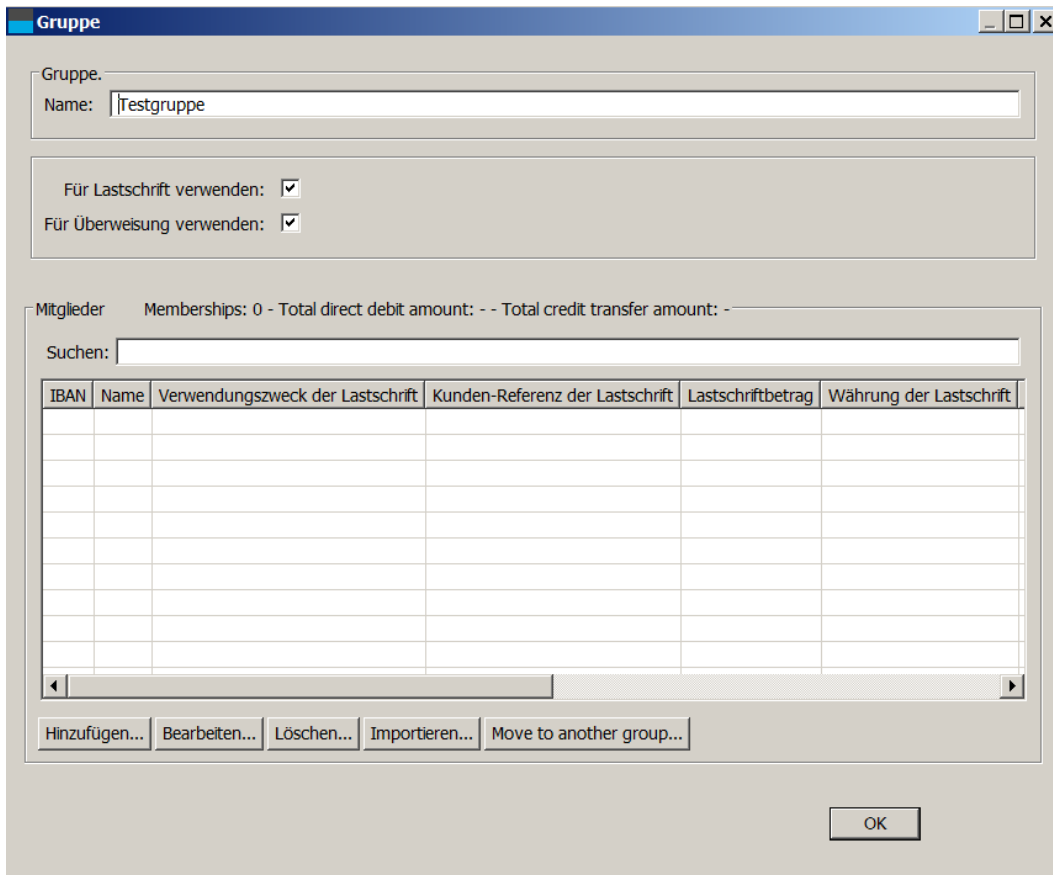 Gruppe
Gruppe.
Name: Testgruppe
Für Lastschrift verwenden:
Für Überweisung verwenden:
Mitglieder Memberships: 0 - Total direct debit amount: - - Total credit transfer amount: -
Suchen:
IBAN Name Verwendungszweck der Lastschrift Kunden-Referenz der Lastschrift Lastschriftbetrag Währung der Lastschrift
Hinzufügen... Bearbeiten... Löschen... Importieren... Move to another group...
OK